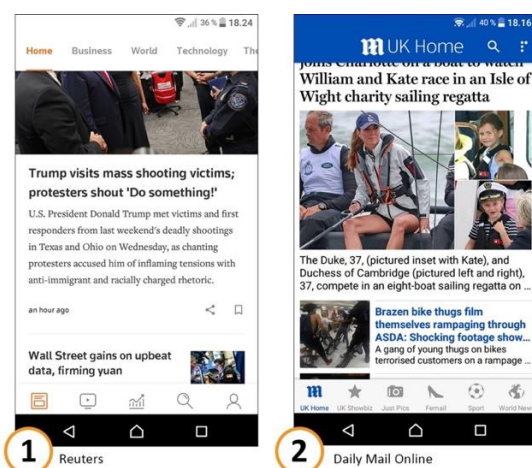 36 % 18.24
Home Business World Technology The
Trump visits mass shooting victims;
protesters shout 'Do something!'
U.S. President Donald Trump met victims and first
responders from last weekend's deadly shootings
in Texas and Ohio on Wednesday, as chanting
protesters accused him of inflaming tensions with
anti-immigrant and racially charged rhetoric.
an hour ago
Wall Street gains on upbeat
data, firming yuan
1
Reuters
40 % 18.16
m UK Home
Charlotte on a boat to watch
William and Kate race in an Isle of
Wight charity sailing regatta
The Duke, 37, (pictured inset with Kate), and
Duchess of Cambridge (pictured left and right),
37, compete in an eight-boat sailing regatta on ...
Brazen bike thugs film
themselves rampaging through
ASDA: Shocking footage show...
A gang of young thugs on bikes
terrorised customers on a rampage ...
m
UK Home UK Showbiz Just Pics Femail Sport World New
2
Daily Mail Online